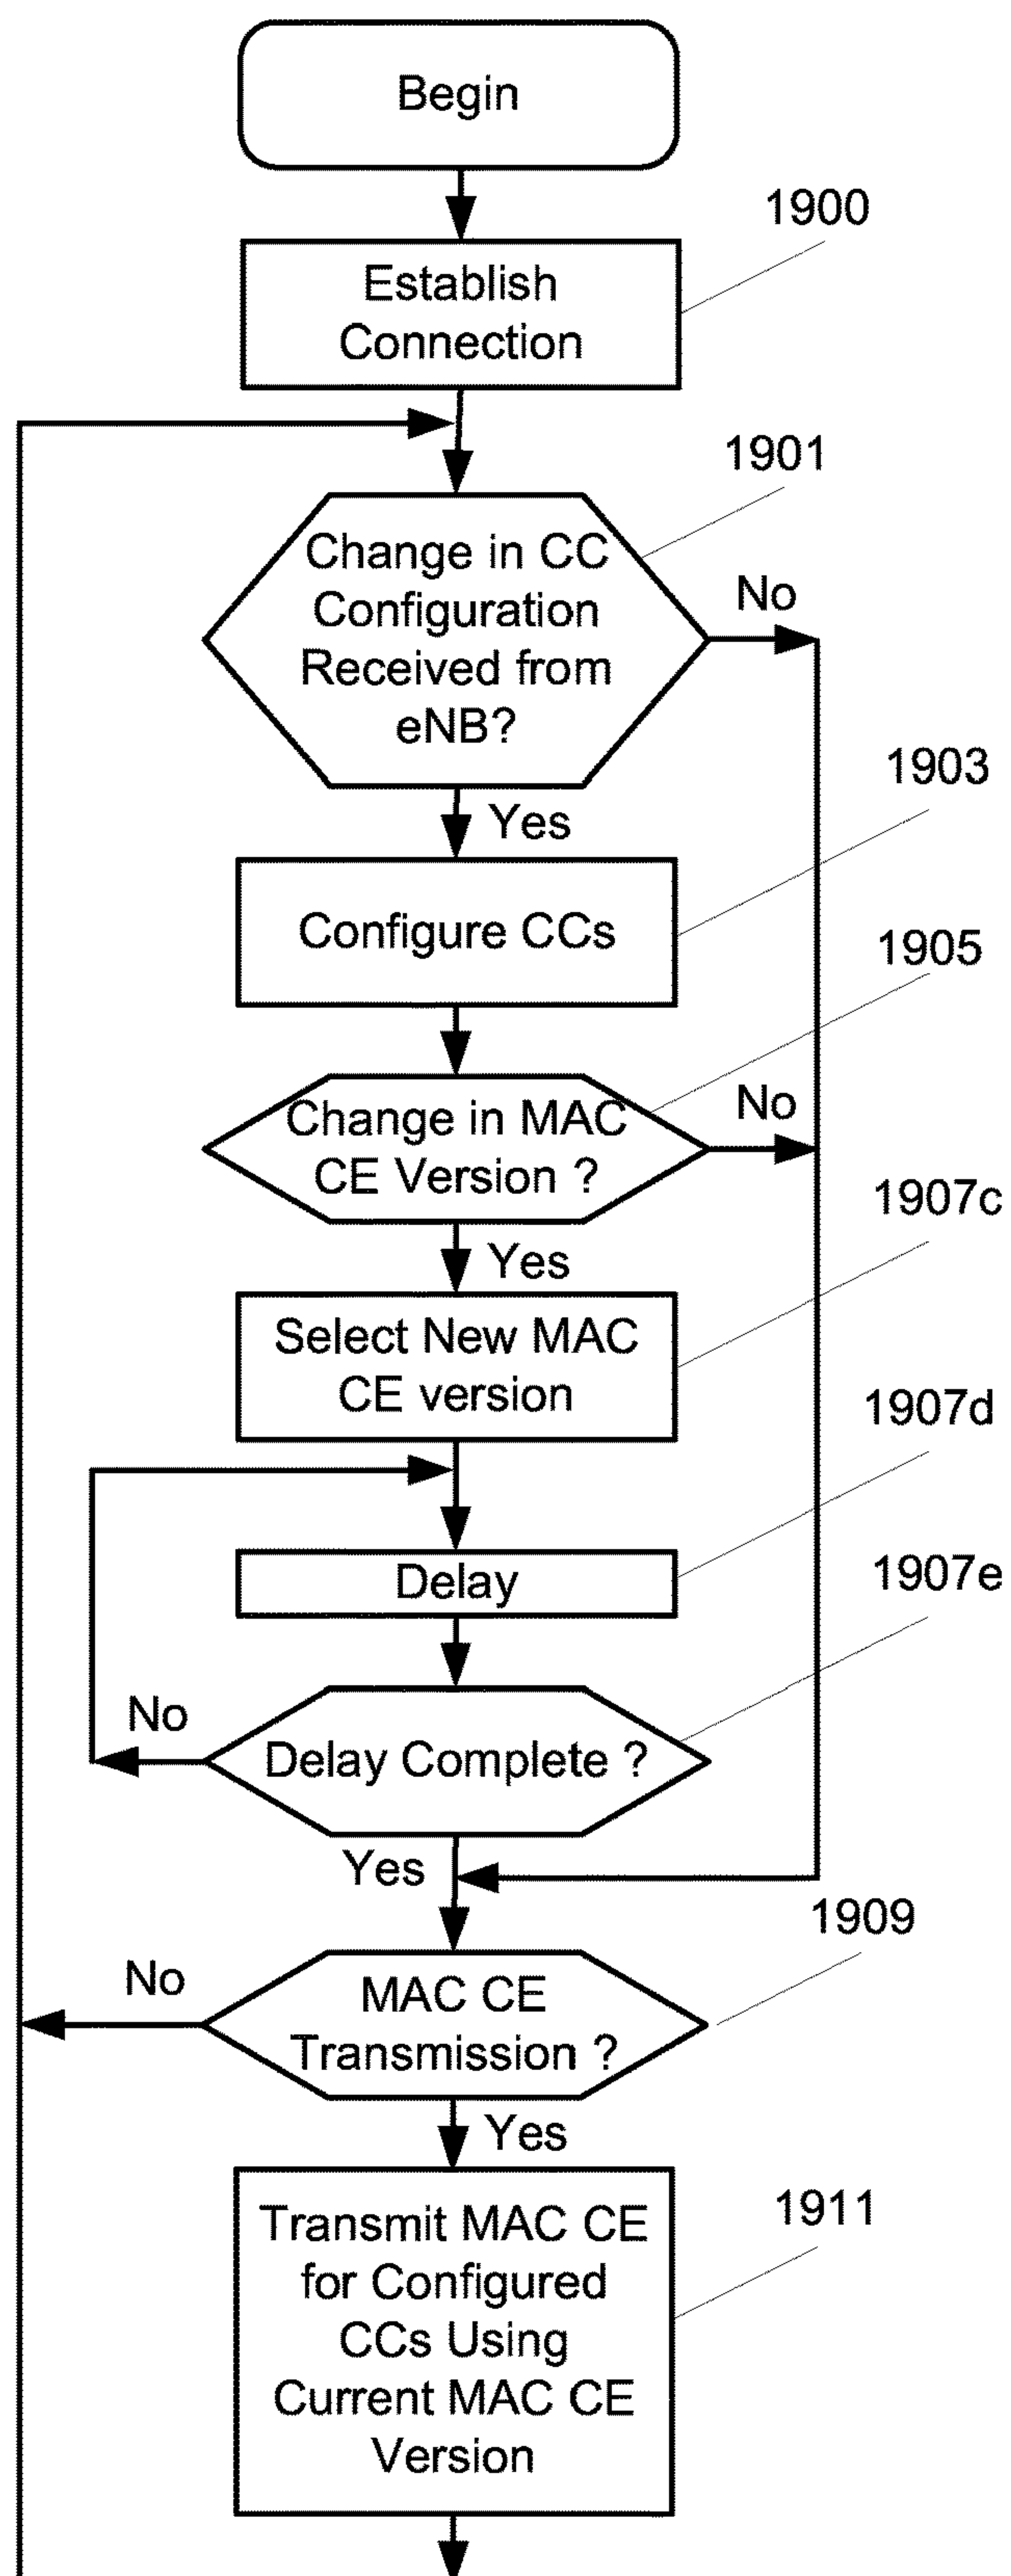 Begin
1900
Establish
Connection
1901
Change in CC
Configuration
Received from
eNB?
No
Yes
1903
Configure CCs
1905
Change in MAC
CE Version ?
No
Yes
1907c
Select New MAC
CE version
1907d
Delay
1907e
Delay Complete ?
No
Yes
1909
MAC CE
Transmission ?
No
Yes
1911
Transmit MAC CE
for Configured
CCs Using
Current MAC CE
Version